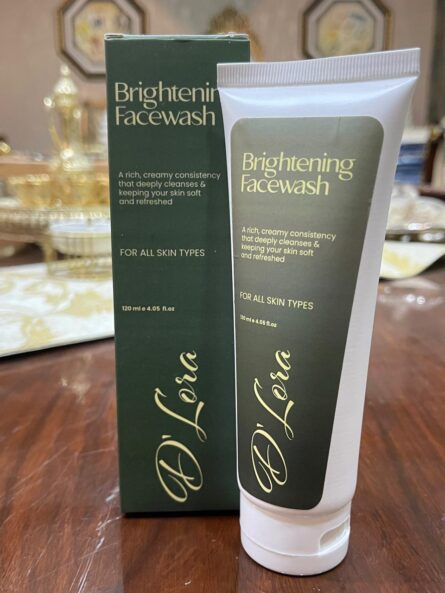 Brightenin
Facewash
A rich, creamy consistency
that deeply cleanses &
keeping your skin soft
and refreshed
FOR ALL SKIN TYPES
120 ml e 4.05 fl.oz
D'Lora
Brightening
Facewash
A rich, creamy consistency
that deeply cleanses &
keeping your skin soft
and refreshed
FOR ALL SKIN TYPES
120 ml e 4.05 fl.oz
D'Lora